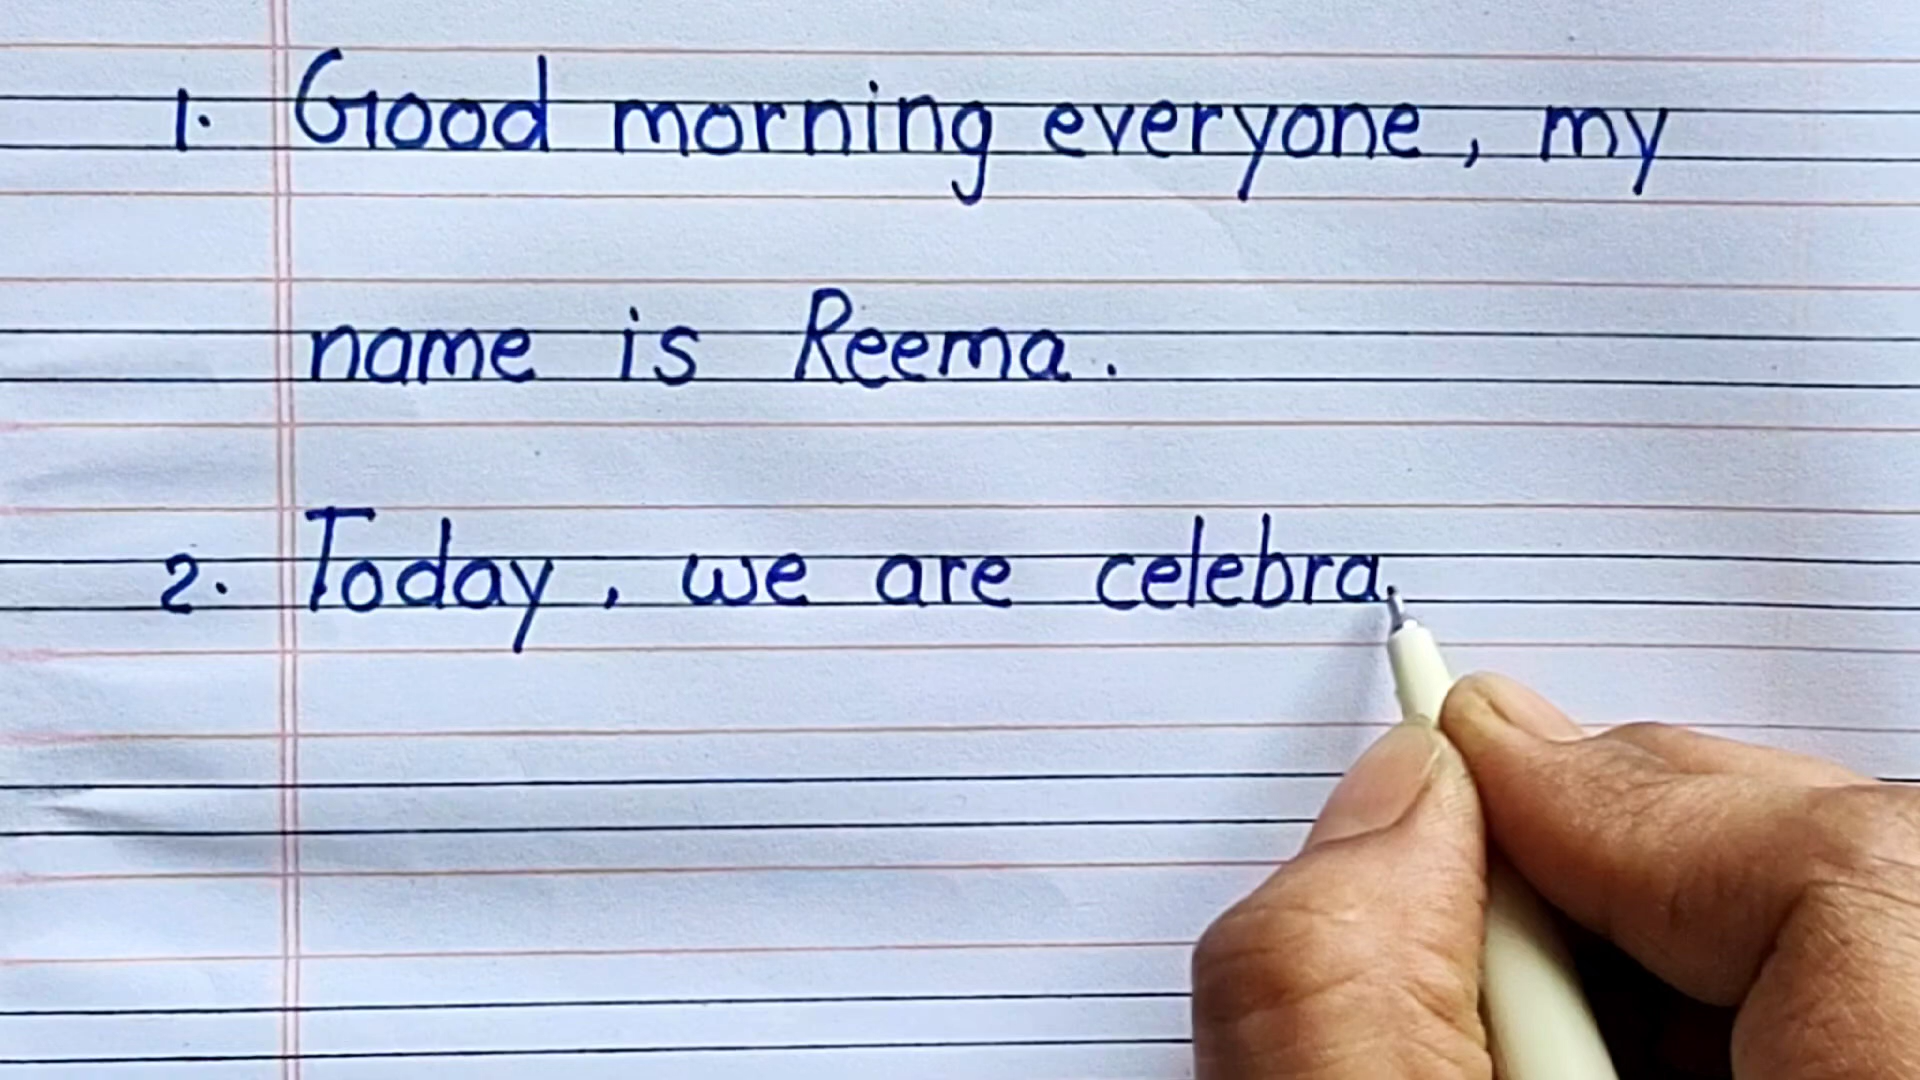 1. Good morning everyone, my
name is Reema.
2. Today, we are celebra